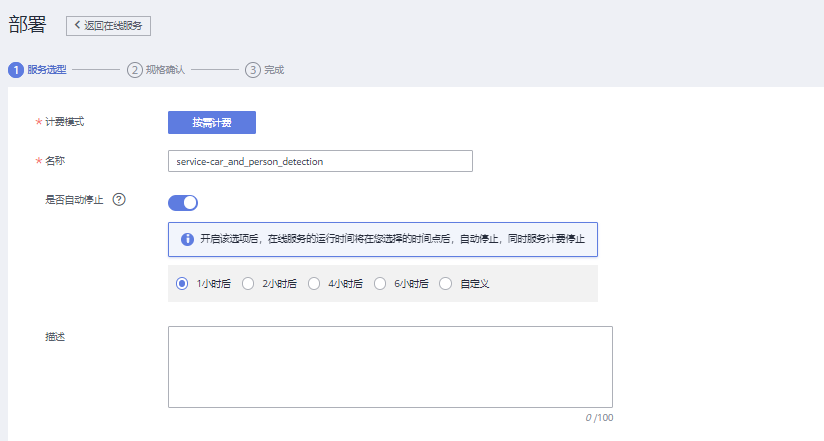 部署 返回在线服务
1 服务选型 2 规格确认 3 完成
* 计费模式 按需计费
* 名称 service-car_and_person_detection
是否自动停止 ?
开启该选项后，在线服务的运行时间将在您选择的时间点后，自动停止，同时服务计费停止
1小时后 2小时后 4小时后 6小时后 自定义
描述
0 /100